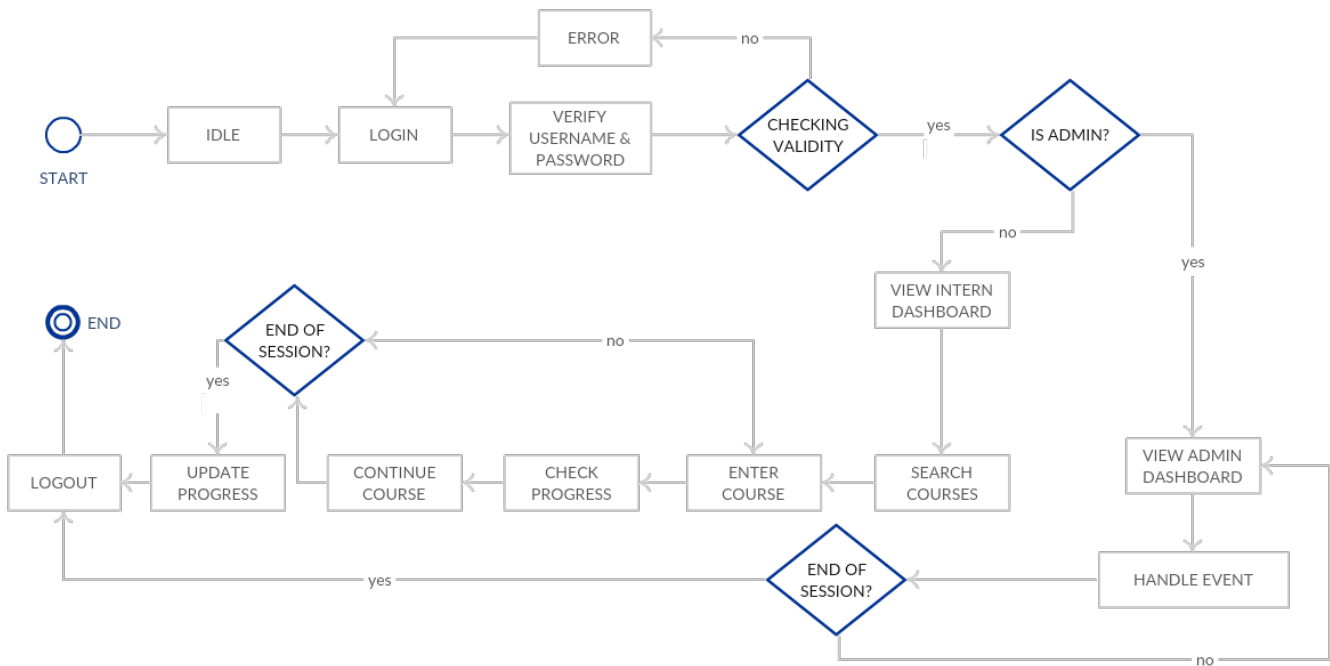 ERROR
no
START
IDLE
LOGIN
VERIFY
USERNAME &
PASSWORD
CHECKING
VALIDITY
yes
IS ADMIN?
no
yes
VIEW INTERN
DASHBOARD
END
END OF
SESSION?
no
yes
LOGOUT
UPDATE
PROGRESS
CONTINUE
COURSE
CHECK
PROGRESS
ENTER
COURSE
SEARCH
COURSES
VIEW ADMIN
DASHBOARD
HANDLE EVENT
END OF
SESSION?
yes
no